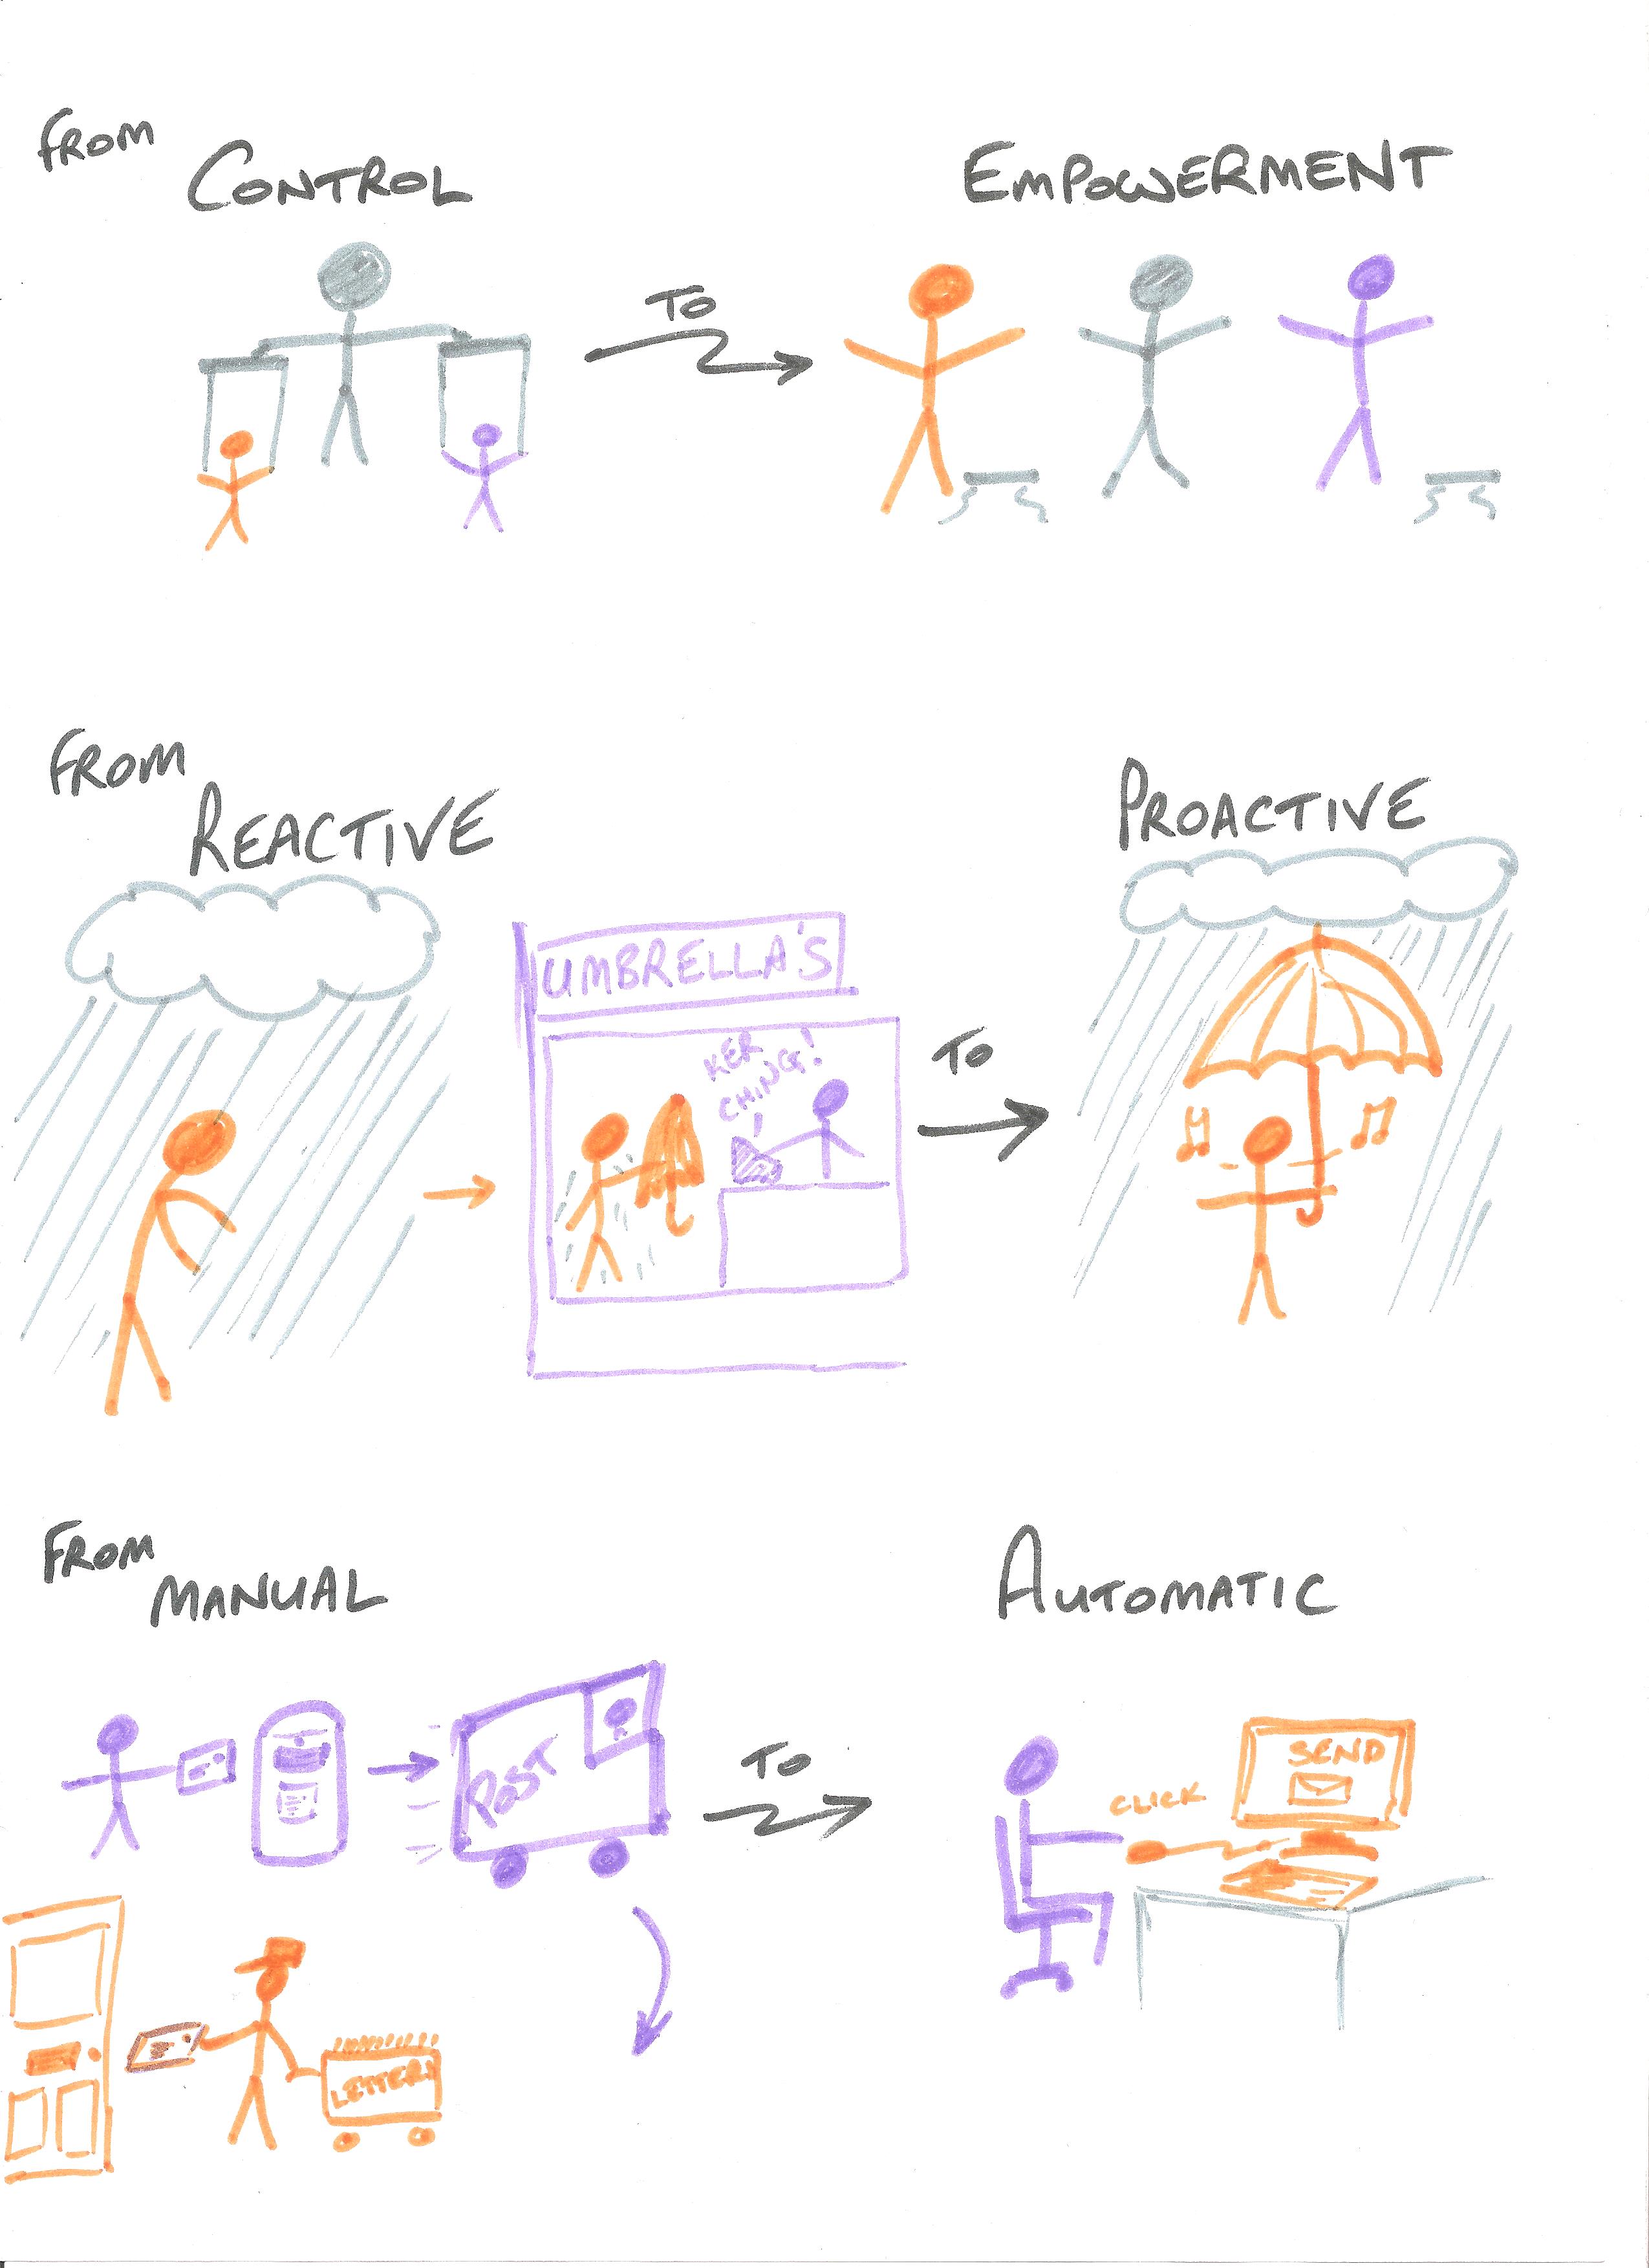 FROM
CONTROL
TO
EMPOWERMENT
FROM
REACTIVE
UMBRELLA'S
KER
CHING!
TO
PROACTIVE
FROM
MANUAL
POST
TO
AUTOMATIC
CLICK
SEND
LETTERS